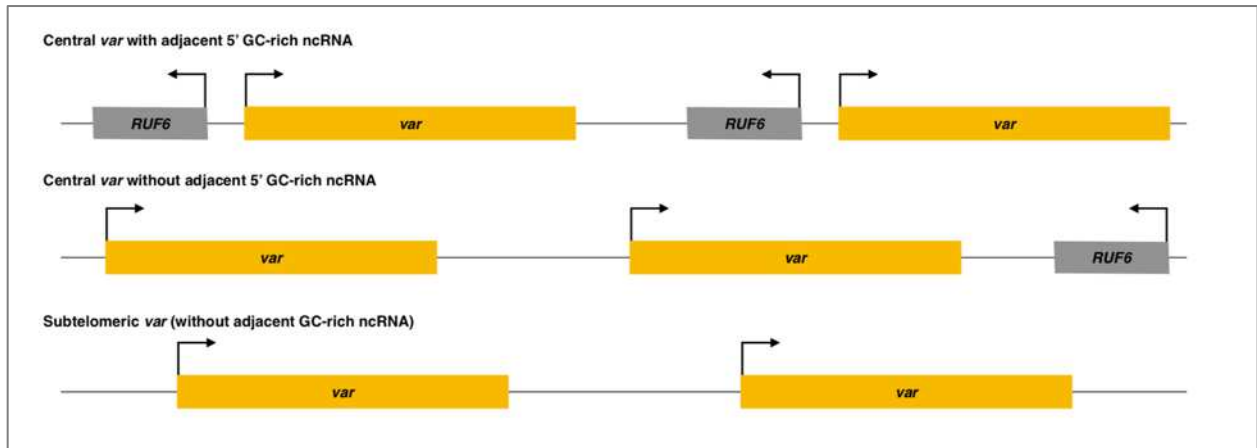 Central var with adjacent 5' GC-rich ncRNA
RUF6 var RUF6 var
Central var without adjacent 5' GC-rich ncRNA
var var RUF6
Subtelomeric var (without adjacent GC-rich ncRNA)
var var